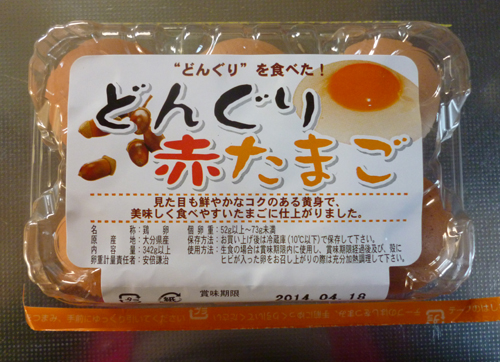 “どんぐり”を食べた！
どんぐり
赤たまご
見た目も鮮やかなコクのある黄身で、
美味しく食べやすいたまごに仕上がりました。
名称：鶏卵 個卵重：52g以上～73g未満
原産地：大分県産 保存方法：お買い上げ後は冷蔵庫(10℃以下)で保存して下さい。
内容量：342g以上 使用方法：生食の場合は賞味期限内に使用し、賞味期限経過後及び、殻に
卵重計量責任者：安倍謙治 ヒビが入った卵をお召し上がりの際は充分加熱調理して下さい。
賞味期限 2014.04.18